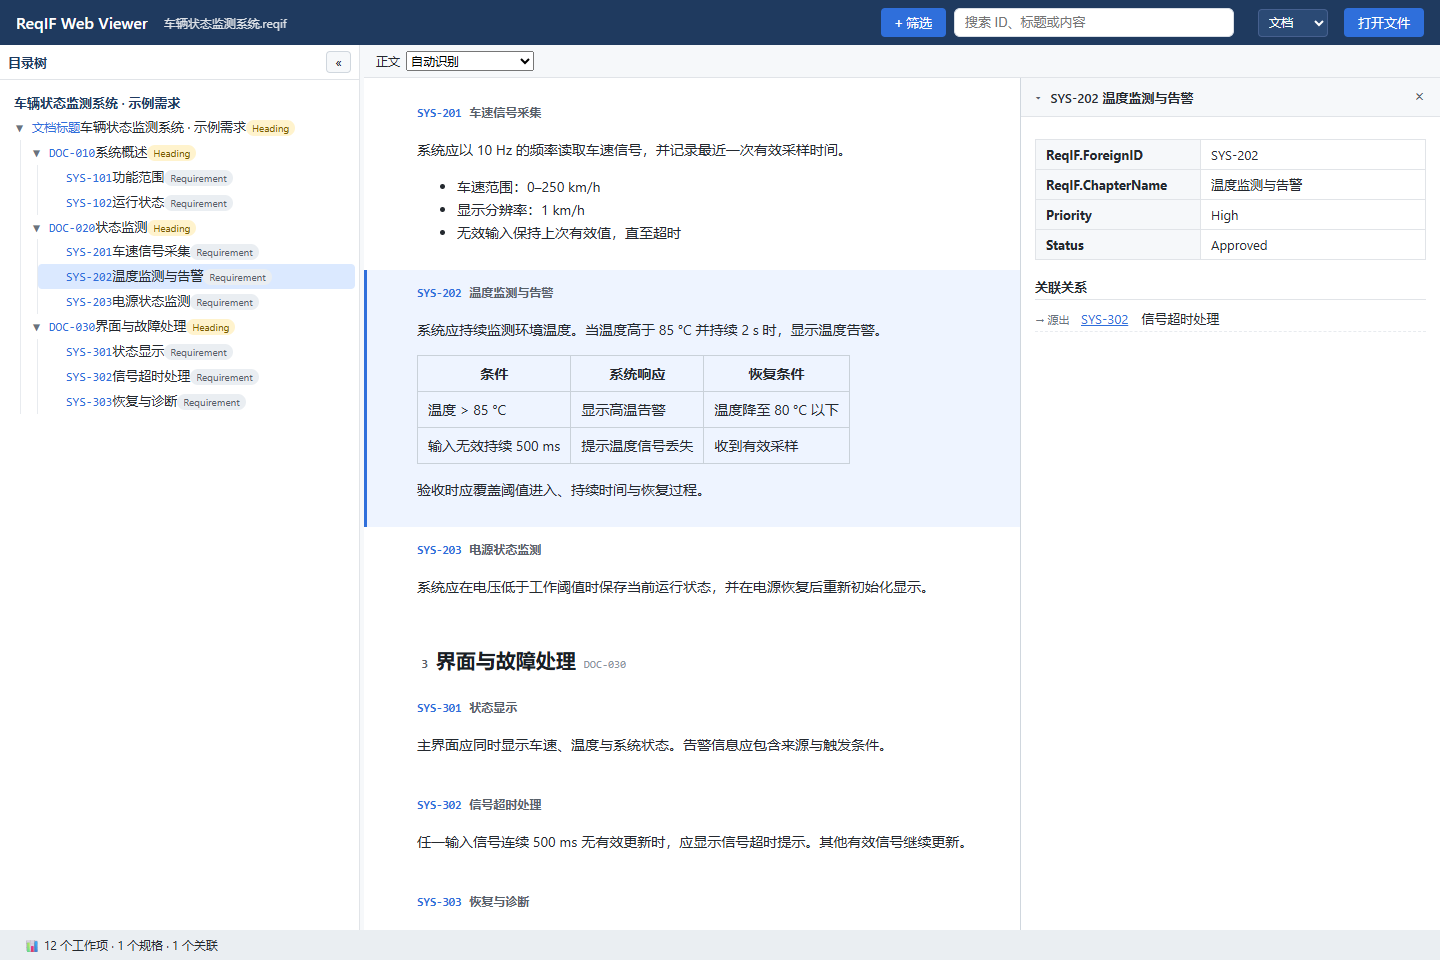 ReqIF Web Viewer 车辆状态监测系统.reqif + 筛选 搜索 ID、标题或内容 文档 打开文件
目录树 «
车辆状态监测系统 · 示例需求
▼ 文档标题车辆状态监测系统 · 示例需求 Heading
▼ DOC-010系统概述 Heading
SYS-101功能范围 Requirement
SYS-102运行状态 Requirement
▼ DOC-020状态监测 Heading
SYS-201车速信号采集 Requirement
SYS-202温度监测与告警 Requirement
SYS-203电源状态监测 Requirement
▼ DOC-030界面与故障处理 Heading
SYS-301状态显示 Requirement
SYS-302信号超时处理 Requirement
SYS-303恢复与诊断 Requirement
正文 自动识别
SYS-201 车速信号采集
系统应以 10 Hz 的频率读取车速信号，并记录最近一次有效采样时间。
• 车速范围：0–250 km/h
• 显示分辨率：1 km/h
• 无效输入保持上次有效值，直至超时
SYS-202 温度监测与告警
系统应持续监测环境温度。当温度高于 85 °C 并持续 2 s 时，显示温度告警。
条件 系统响应 恢复条件
温度 > 85 °C 显示高温告警 温度降至 80 °C 以下
输入无效持续 500 ms 提示温度信号丢失 收到有效采样
验收时应覆盖阈值进入、持续时间与恢复过程。
SYS-203 电源状态监测
系统应在电压低于工作阈值时保存当前运行状态，并在电源恢复后重新初始化显示。
3 界面与故障处理 DOC-030
SYS-301 状态显示
主界面应同时显示车速、温度与系统状态。告警信息应包含来源与触发条件。
SYS-302 信号超时处理
任一输入信号连续 500 ms 无有效更新时，应显示信号超时提示。其他有效信号继续更新。
SYS-303 恢复与诊断
SYS-202 温度监测与告警 ×
ReqIF.ForeignID SYS-202
ReqIF.ChapterName 温度监测与告警
Priority High
Status Approved
关联关系
→ 源出 SYS-302 信号超时处理
12 个工作项 · 1 个规格 · 1 个关联